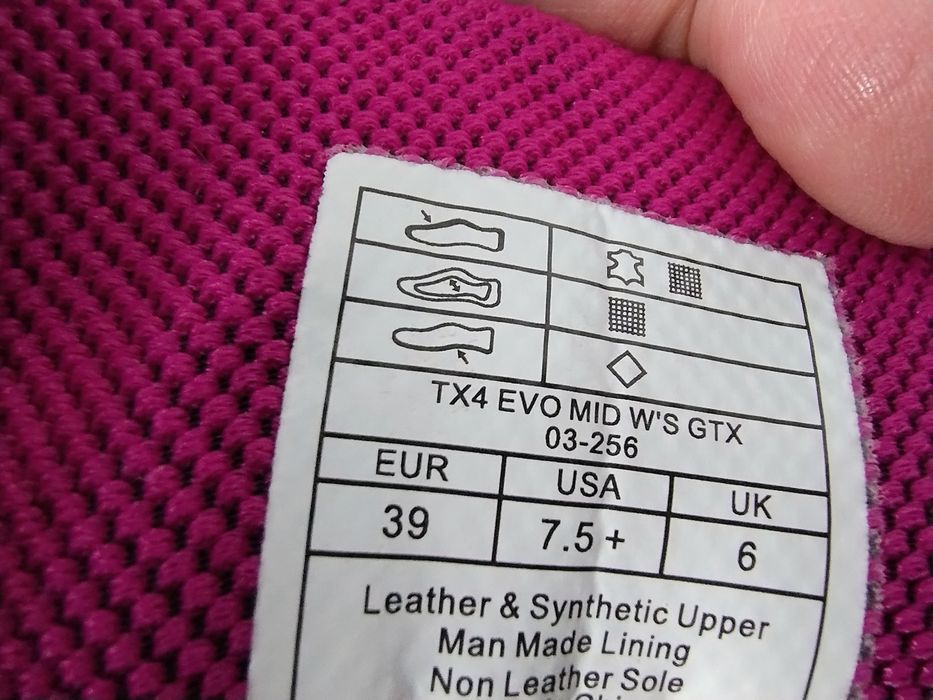 TX4 EVO MID W'S GTX
03-256
EUR USA UK
39 7.5+ 6
Leather & Synthetic Upper
Man Made Lining
Non Leather Sole